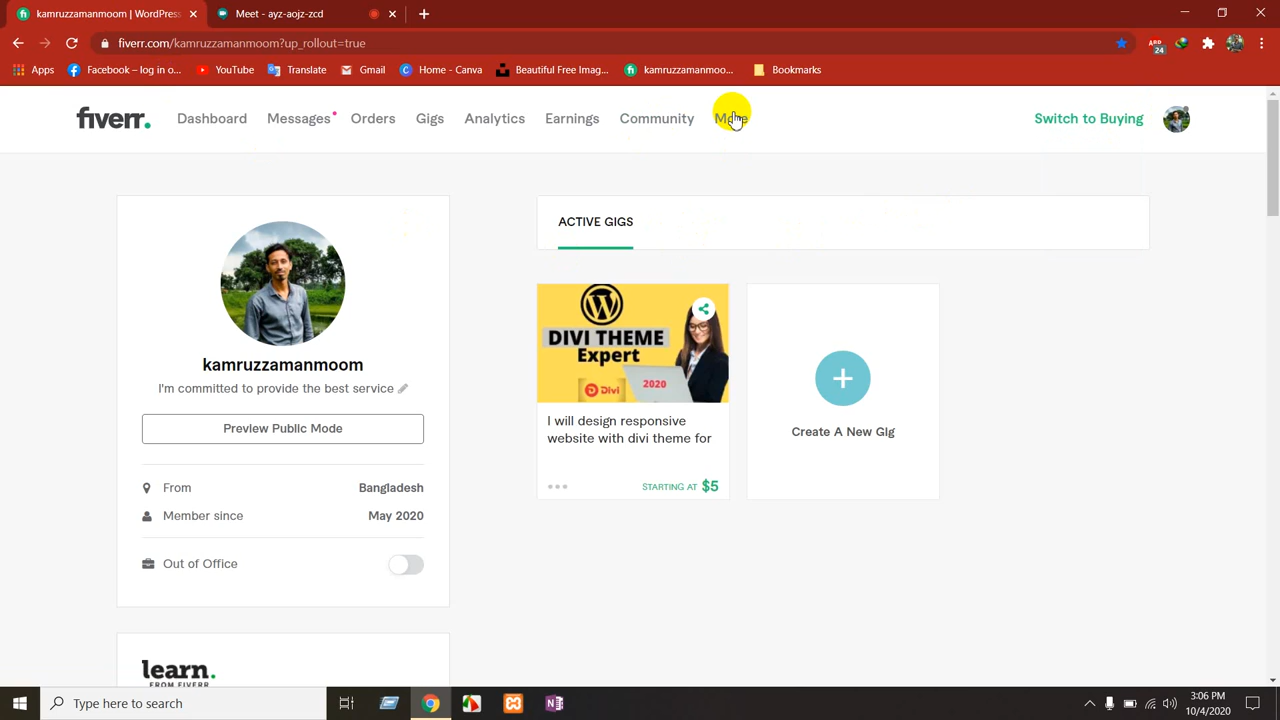 kamruzzamanmoom | WordPress
Meet - ayz-aojz-zcd
fiverr.com/kamruzzamanmoom?up_rollout=true
24
Apps
Facebook – log in o...
YouTube
Translate
Gmail
Home - Canva
Beautiful Free Imag...
kamruzzamanmoo...
Bookmarks
fiverr.
Dashboard
Messages
Orders
Gigs
Analytics
Earnings
Community
More
Switch to Buying
kamruzzamanmoom
I'm committed to provide the best service
Preview Public Mode
From Bangladesh
Member since May 2020
Out of Office
learn.
FROM FIVERR
ACTIVE GIGS
DIVI THEME
Expert
Divi
2020
I will design responsive
website with divi theme for
STARTING AT $5
Create A New Gig
Type here to search
3:06 PM
10/4/2020